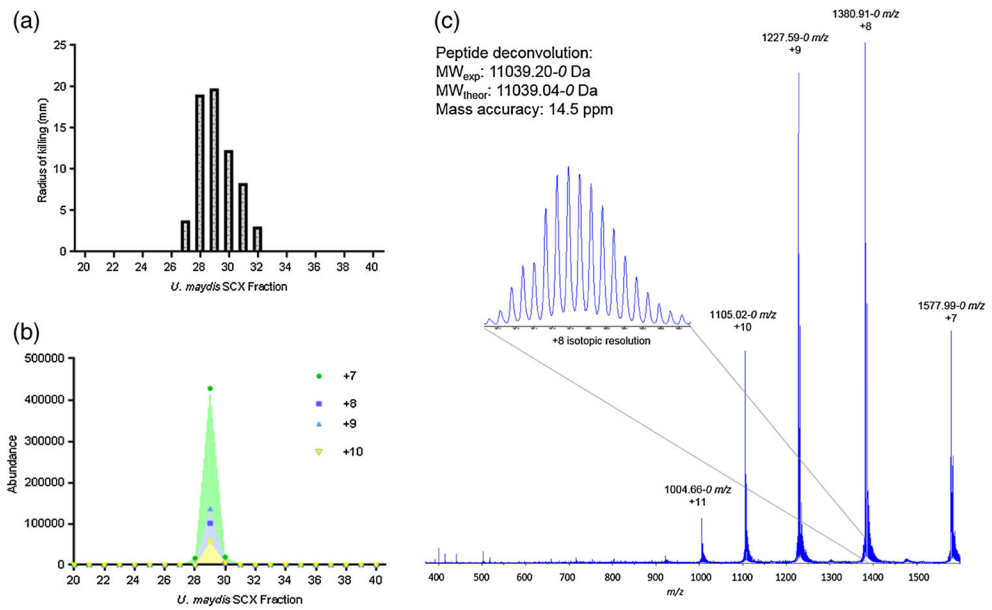 (a)
25
20
15
10
5
0
Radius of killing (mm)
20 22 24 26 28 30 32 34 36 38 40
U. maydis SCX Fraction
(b)
500000
400000
300000
200000
100000
0
Abundance
+7
+8
+9
+10
20 22 24 26 28 30 32 34 36 38 40
U. maydis SCX Fraction
(c)
Peptide deconvolution:
MWexp: 11039.20-0 Da
MWtheor: 11039.04-0 Da
Mass accuracy: 14.5 ppm
1380.91-0 m/z
+8
1227.59-0 m/z
+9
1577.99-0 m/z
+7
1105.02-0 m/z
+10
+8 isotopic resolution
1004.66-0 m/z
+11
400 500 600 700 800 900 1000 1100 1200 1300 1400 1500
m/z